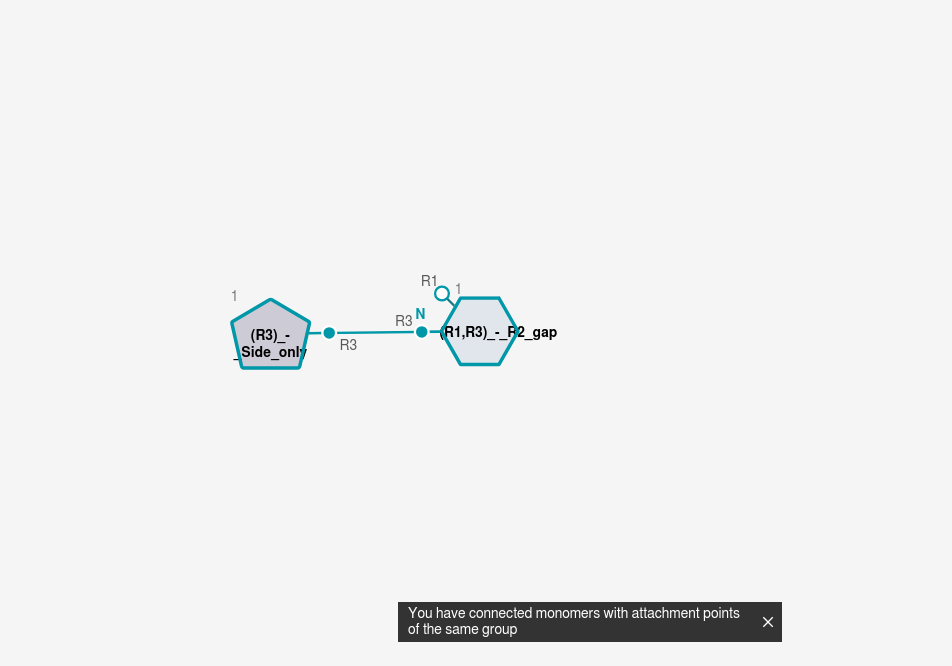 R1
1
1
N
R3
(R3)_-
_Side_only
R3
(R1,R3)_-_R2_gap
You have connected monomers with attachment points
of the same group